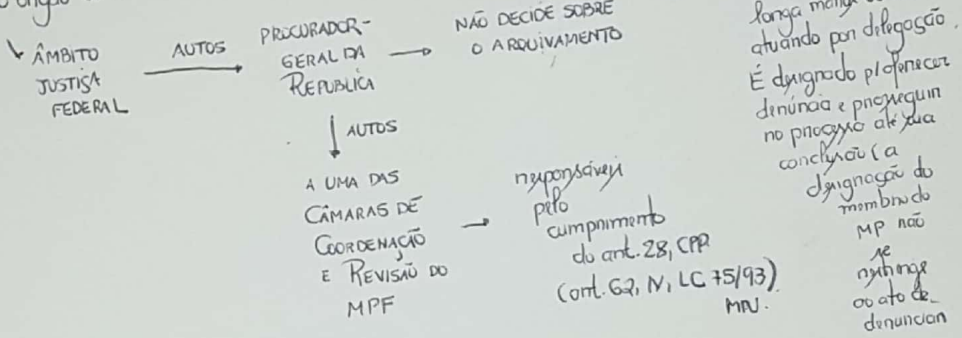 ÂMBITO
JUSTIÇA
FEDERAL
AUTOS
PROCURADOR-
GERAL DA
REPUBLICA
NÃO DECIDE SOBRE
O ARQUIVAMENTO
AUTOS
A UMA DAS
CÂMARAS DE
COORDENAÇÃO
E REVISÃO DO
MPF
responsáveis
pelo
cumprimento
do art. 28, CPP.
(art. 62, IV, LC 75/93)
MPU.
longa
atuando por delegação.
É designado p/ oferecer
denúncia e prosseguir
no processo até sua
conclusão (a
designação do
membro do
MP não
se
restringe
ao ato de
denunciar